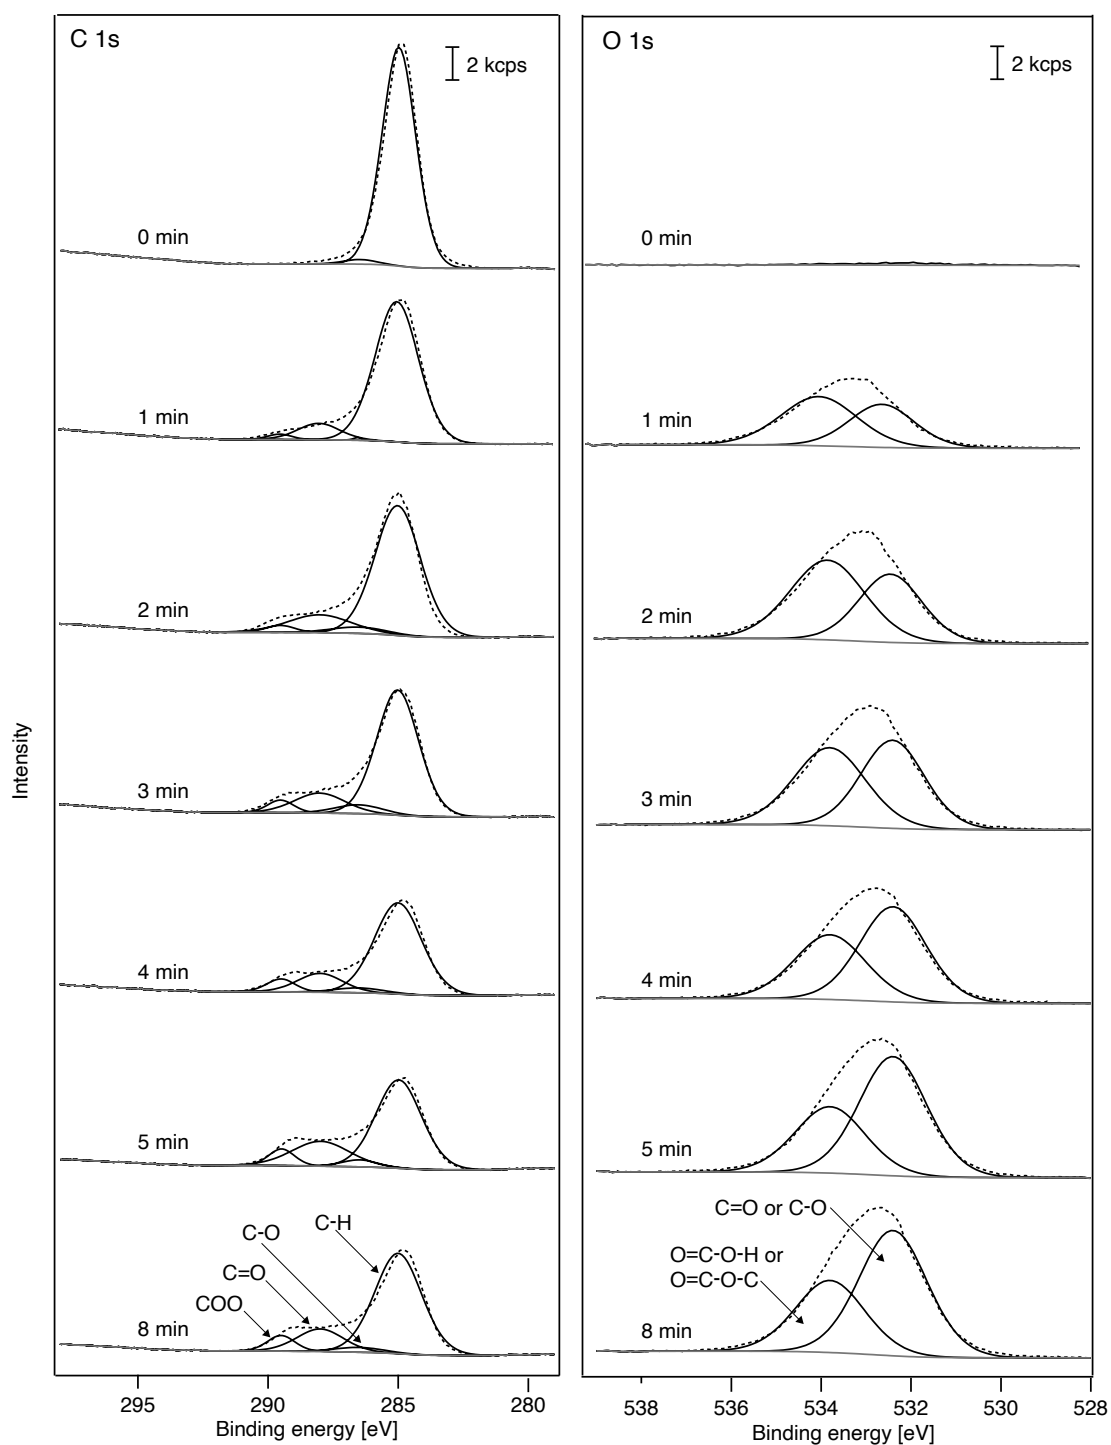 C 1s
2 kcps
0 min
1 min
2 min
3 min
4 min
5 min
C-H
C-O
C=O
COO
8 min
295
290
285
280
Binding energy [eV]
Intensity
O 1s
2 kcps
0 min
1 min
2 min
3 min
4 min
5 min
C=O or C-O
O=C-O-H or
O=C-O-C
8 min
538
536
534
532
530
528
Binding energy [eV]